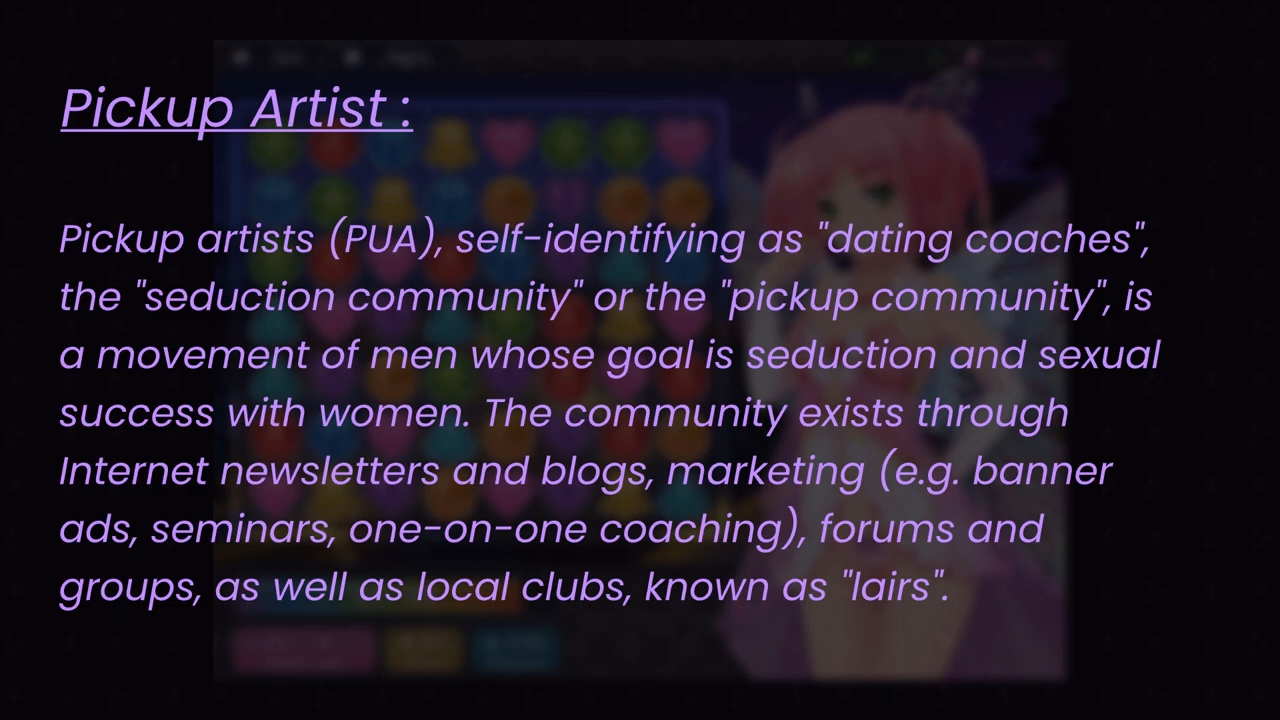 Pickup Artist :
Pickup artists (PUA), self-identifying as "dating coaches",
the "seduction community" or the "pickup community", is
a movement of men whose goal is seduction and sexual
success with women. The community exists through
Internet newsletters and blogs, marketing (e.g. banner
ads, seminars, one-on-one coaching), forums and
groups, as well as local clubs, known as "lairs".